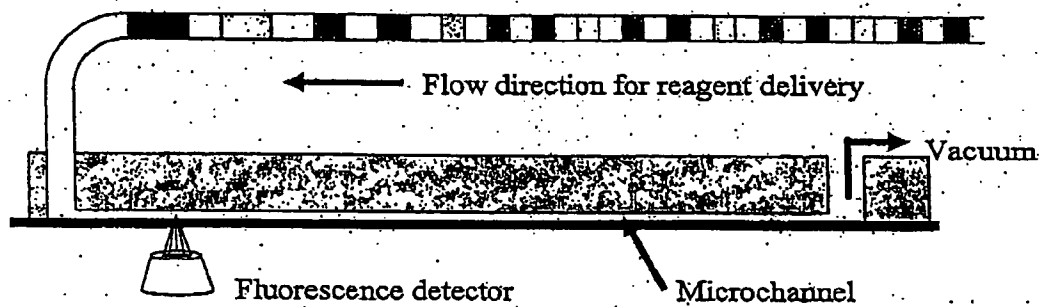 Flow direction for reagent delivery
Vacuum
Fluorescence detector
Microchannel